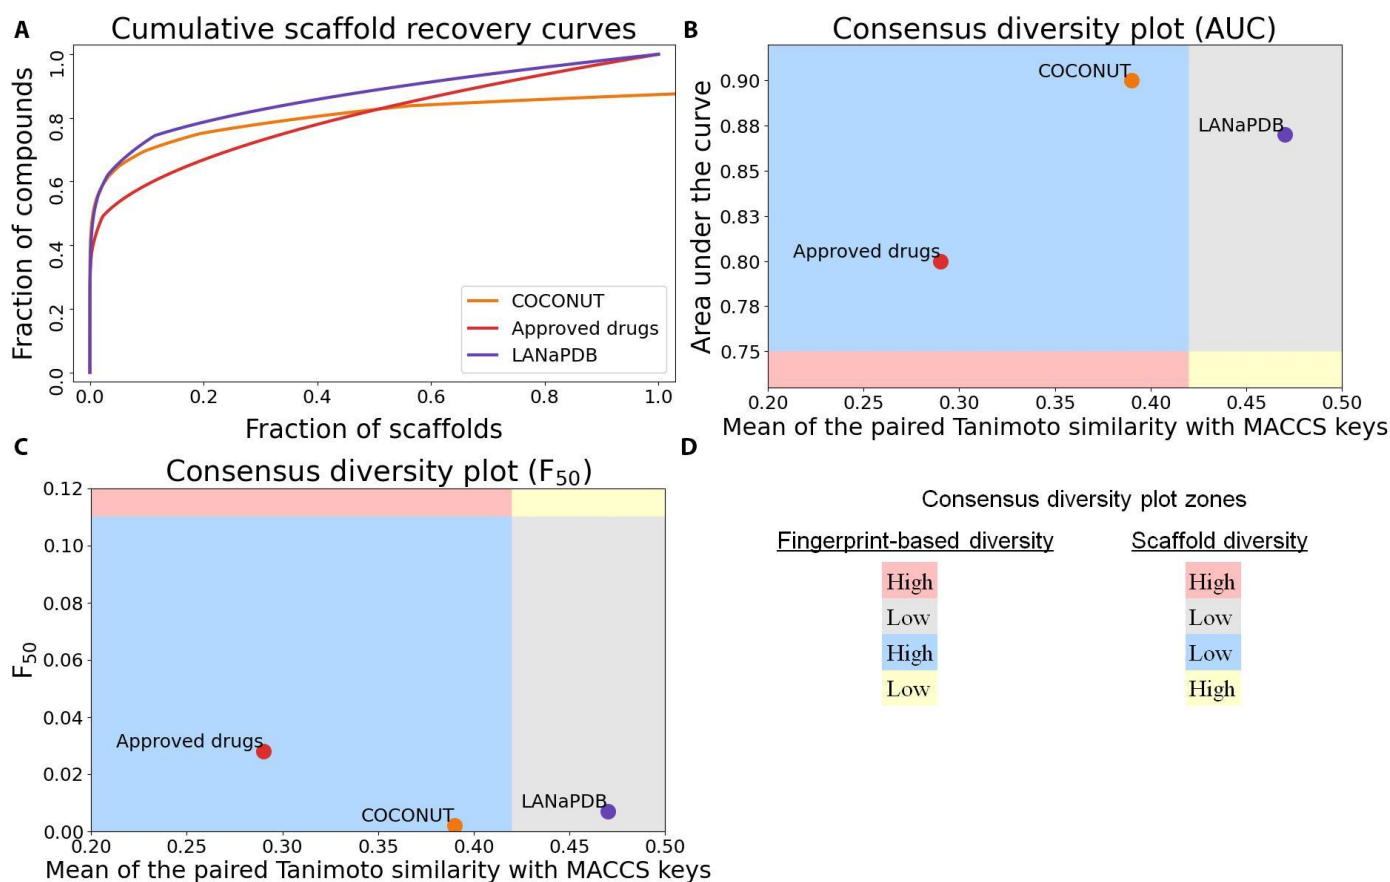 A
Cumulative scaffold recovery curves
Fraction of compounds
1.0
0.8
0.6
0.4
0.2
0.0
COCONUT
Approved drugs
LANaPDB
0.0 0.2 0.4 0.6 0.8 1.0
Fraction of scaffolds
B
Consensus diversity plot (AUC)
Area under the curve
0.90
0.88
0.85
0.83
0.80
0.78
0.75
COCONUT
LANaPDB
Approved drugs
0.20 0.25 0.30 0.35 0.40 0.45 0.50
Mean of the paired Tanimoto similarity with MACCS keys
C
Consensus diversity plot (F50)
F50
0.12
0.10
0.08
0.06
0.04
0.02
0.00
Approved drugs
COCONUT
LANaPDB
0.20 0.25 0.30 0.35 0.40 0.45 0.50
Mean of the paired Tanimoto similarity with MACCS keys
D
Consensus diversity plot zones
Fingerprint-based diversity Scaffold diversity
High High
Low Low
High Low
Low High